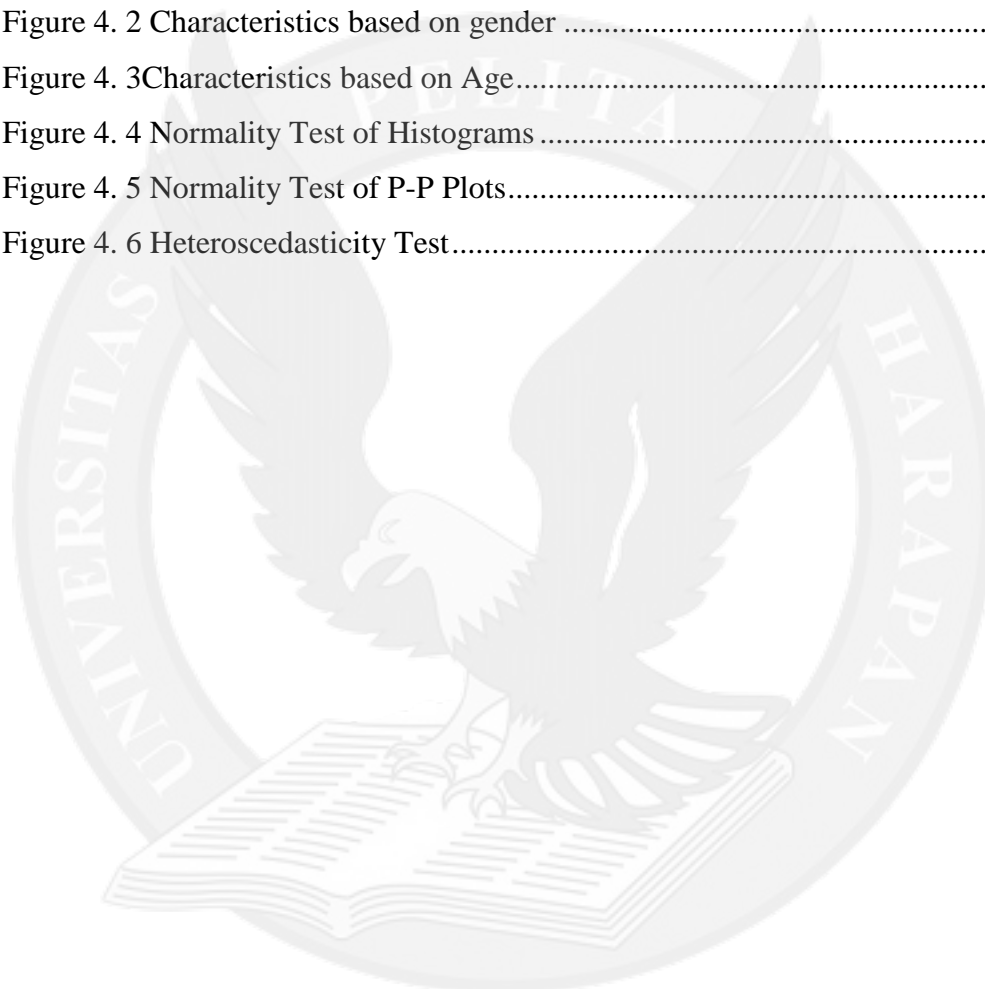 Figure 4. 2 Characteristics based on gender ..................................................
Figure 4. 3Characteristics based on Age.........................................................
Figure 4. 4 Normality Test of Histograms ......................................................
Figure 4. 5 Normality Test of P-P Plots..........................................................
Figure 4. 6 Heteroscedasticity Test.................................................................
UNIVERSITAS PELITA HARAPAN